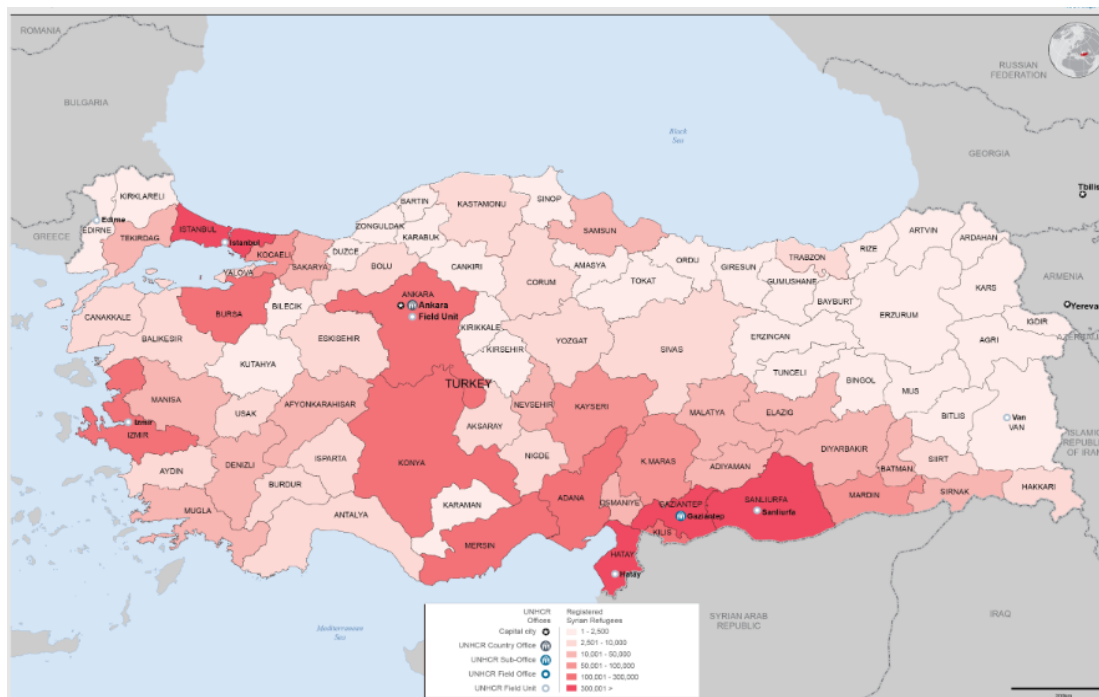 ROMANIA
RUSSIAN
FEDERATION
BULGARIA
Black
Sea
GEORGIA
Tbilis
KIRKLARELI
Edirne
EDIRNE
GREECE
TEKIRDAG
ISTANBUL
Istanbul
KOCAELI
YALOVA
SAKARYA
DUZCE
ZONGULDAK
BARTIN
KARABUK
KASTAMONU
SINOP
SAMSUN
BOLU
CANKIRI
CORUM
AMASYA
TOKAT
ORDU
GIRESUN
TRABZON
GUMUSHANE
BAYBURT
RIZE
ARTVIN
ARDAHAN
KARS
ARMENIA
Yereva
IGDIR
AZERBAIJ
AGRI
ERZURUM
ERZINCAN
CANAKKALE
BALIKESIR
BURSA
BILECIK
ESKISEHIR
KUTAHYA
ANKARA
Ankara
Field Unit
KIRIKKALE
KIRSEHIR
YOZGAT
SIVAS
TURKEY
TUNCELI
BINGOL
MUS
BITLIS
Van
VAN
ISLAMIC
REPUBLIC
OF IRAN
MANISA
Izmir
IZMIR
USAK
AFYONKARAHISAR
AKSARAY
NEVSEHIR
KAYSERI
MALATYA
ELAZIG
DIYARBAKIR
BATMAN
SIIRT
SIRNAK
HAKKARI
MARDIN
AYDIN
DENIZLI
ISPARTA
BURDUR
KONYA
NIGDE
K.MARAS
ADIYAMAN
MUGLA
ANTALYA
KARAMAN
MERSIN
ADANA
OSMANIYE
GAZIANTEP
Gaziantep
KILIS
SANLIURFA
Sanliurfa
HATAY
Hatay
Mediterranean
Sea
SYRIAN ARAB
REPUBLIC
IRAQ
UNHCR
Offices
Capital city
UNHCR Country Office
UNHCR Sub-Office
UNHCR Field Office
UNHCR Field Unit
Registered
Syrian Refugees
1 - 2,500
2,501 - 10,000
10,001 - 50,000
50,001 - 100,000
100,001 - 300,000
300,001 >